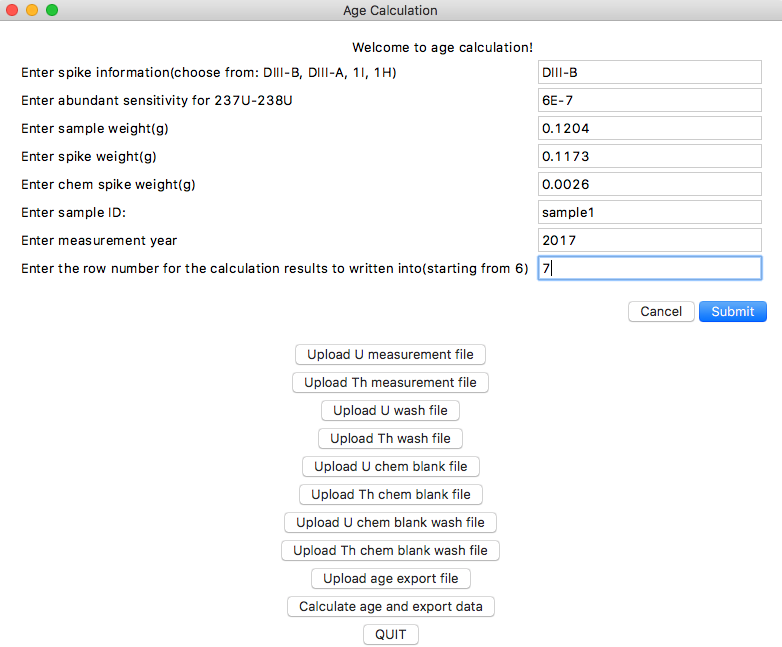 Age Calculation
Welcome to age calculation!
Enter spike information(choose from: DIII-B, DIII-A, 1I, 1H) DIII-B
Enter abundant sensitivity for 237U-238U 6E-7
Enter sample weight(g) 0.1204
Enter spike weight(g) 0.1173
Enter chem spike weight(g) 0.0026
Enter sample ID: sample1
Enter measurement year 2017
Enter the row number for the calculation results to written into(starting from 6) 7
Cancel Submit
Upload U measurement file
Upload Th measurement file
Upload U wash file
Upload Th wash file
Upload U chem blank file
Upload Th chem blank file
Upload U chem blank wash file
Upload Th chem blank wash file
Upload age export file
Calculate age and export data
QUIT